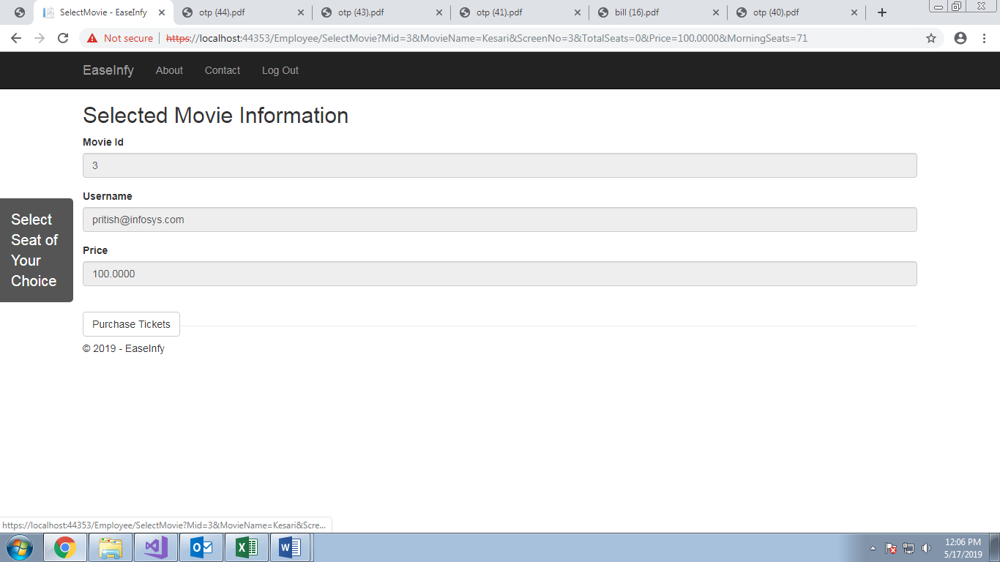 SelectMovie - EaseInfy
otp (44).pdf
otp (43).pdf
otp (41).pdf
bill (16).pdf
otp (40).pdf
Not secure
https://localhost:44353/Employee/SelectMovie?Mid=3&MovieName=Kesari&ScreenNo=3&TotalSeats=0&Price=100.0000&MorningSeats=71
EaseInfy
About
Contact
Log Out
Selected Movie Information
Movie Id
3
Username
pritish@infosys.com
Select
Seat of
Your
Choice
Price
100.0000
Purchase Tickets
© 2019 - EaseInfy
https://localhost:44353/Employee/SelectMovie?Mid=3&MovieName=Kesari&Scre...
12:06 PM
5/17/2019